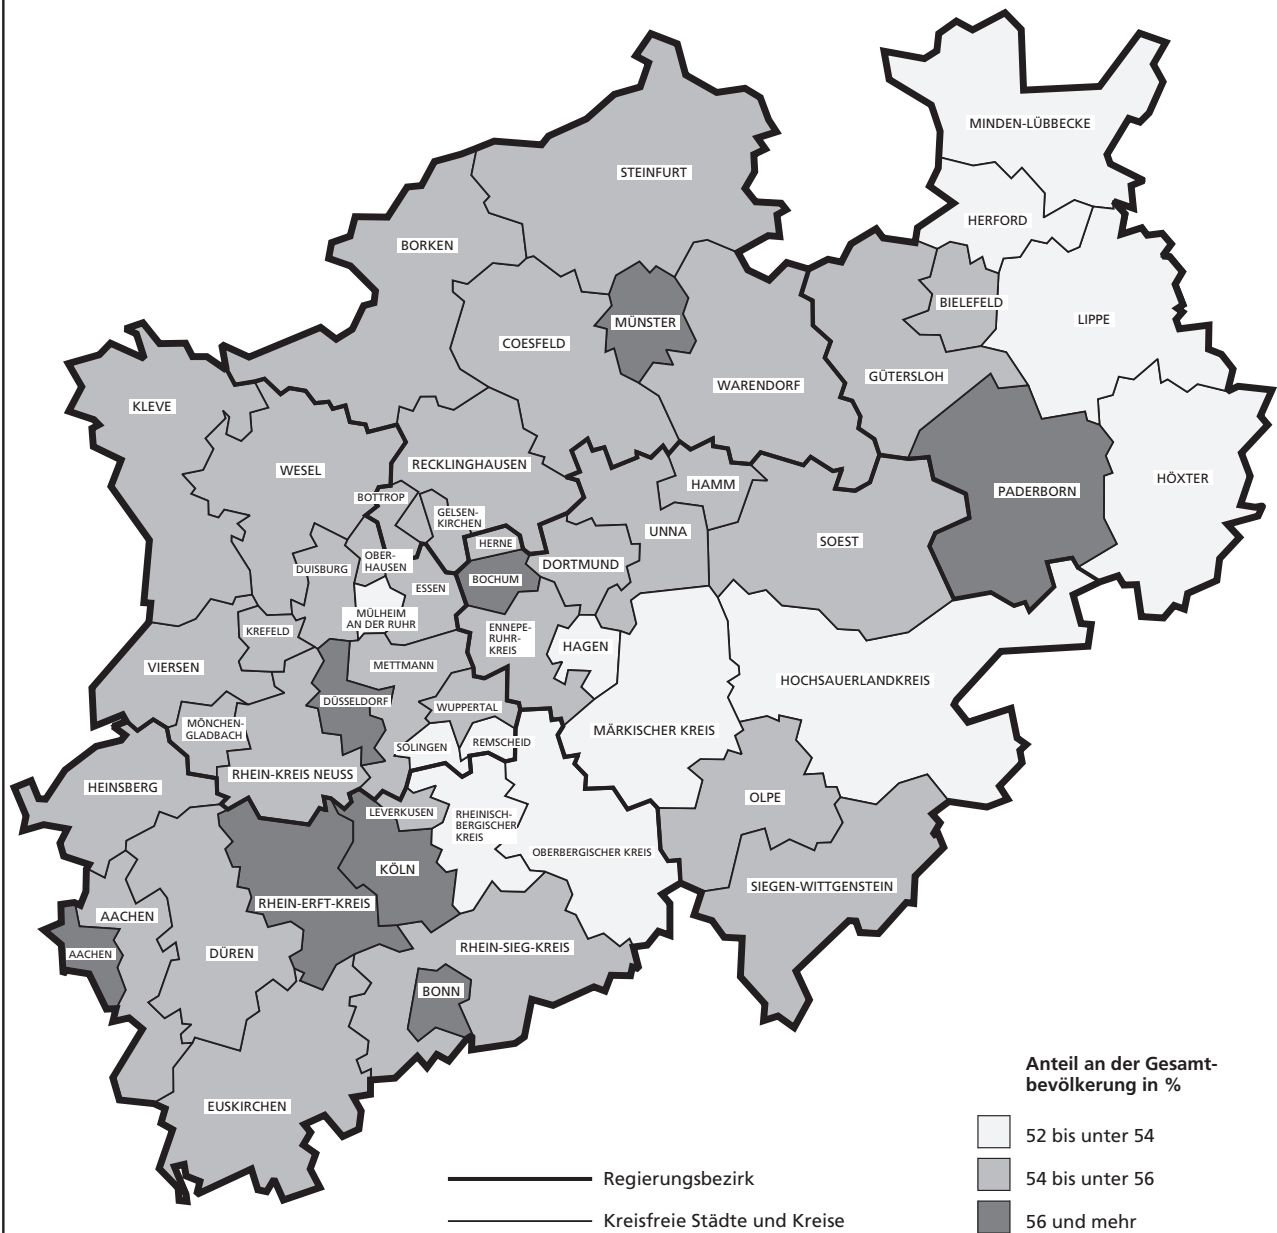 MINDEN-LÜBBECKE
STEINFURT
HERFORD
BORKEN
BIELEFELD
LIPPE
MÜNSTER
COESFELD
GÜTERSLOH
WARENDORF
KLEVE
RECKLINGHAUSEN
WESEL
HÖXTER
HAMM
PADERBORN
BOTTROP
GELSEN-
KIRCHEN
UNNA
SOEST
HERNE
OBER-
HAUSEN
DORTMUND
DUISBURG
BOCHUM
ESSEN
MÜLHEIM
AN DER RUHR
KREFELD
ENNEPE-
RUHR-
KREIS
HAGEN
VIERSEN
METTMANN
HOCHSAUERLANDKREIS
DÜSSELDORF
WUPPERTAL
MÖNCHEN-
GLADBACH
MÄRKISCHER KREIS
SOLINGEN
REMSCHEID
RHEIN-KREIS NEUSS
HEINSBERG
OLPE
LEVERKUSEN
RHEINISCH-
BERGISCHER
KREIS
OBERBERGISCHER KREIS
KÖLN
SIEGEN-WITTGENSTEIN
RHEIN-ERFT-KREIS
AACHEN
RHEIN-SIEG-KREIS
AACHEN
DÜREN
BONN
EUSKIRCHEN
Anteil an der Gesamt-
bevölkerung in %
52 bis unter 54
54 bis unter 56
56 und mehr
Regierungsbezirk
Kreisfreie Städte und Kreise